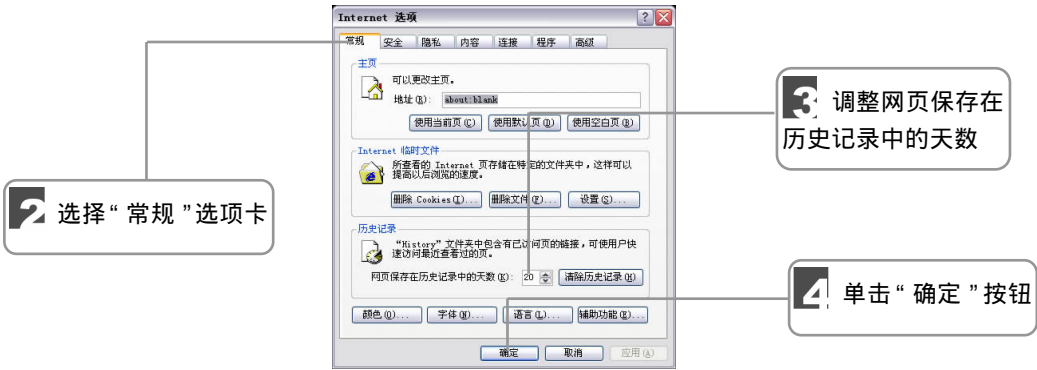 Internet 选项
常规 安全 隐私 内容 连接 程序 高级
主页
可以更改主页。
地址(R): about:blank
使用当前页(C) 使用默认页(D) 使用空白页(B)
Internet 临时文件
所查看的 Internet 页存储在特定的文件夹中，这样可以
提高以后浏览的速度。
删除 Cookies(I)... 删除文件(F)... 设置(S)...
历史记录
“History”文件夹中包含有已访问页的链接，可使用户快
速访问最近查看过的页。
网页保存在历史记录中的天数(K): 20 清除历史记录(H)
颜色(O)... 字体(N)... 语言(L)... 辅助功能(E)...
确定 取消 应用(A)
2 选择“常规”选项卡
3 调整网页保存在
历史记录中的天数
4 单击“确定”按钮